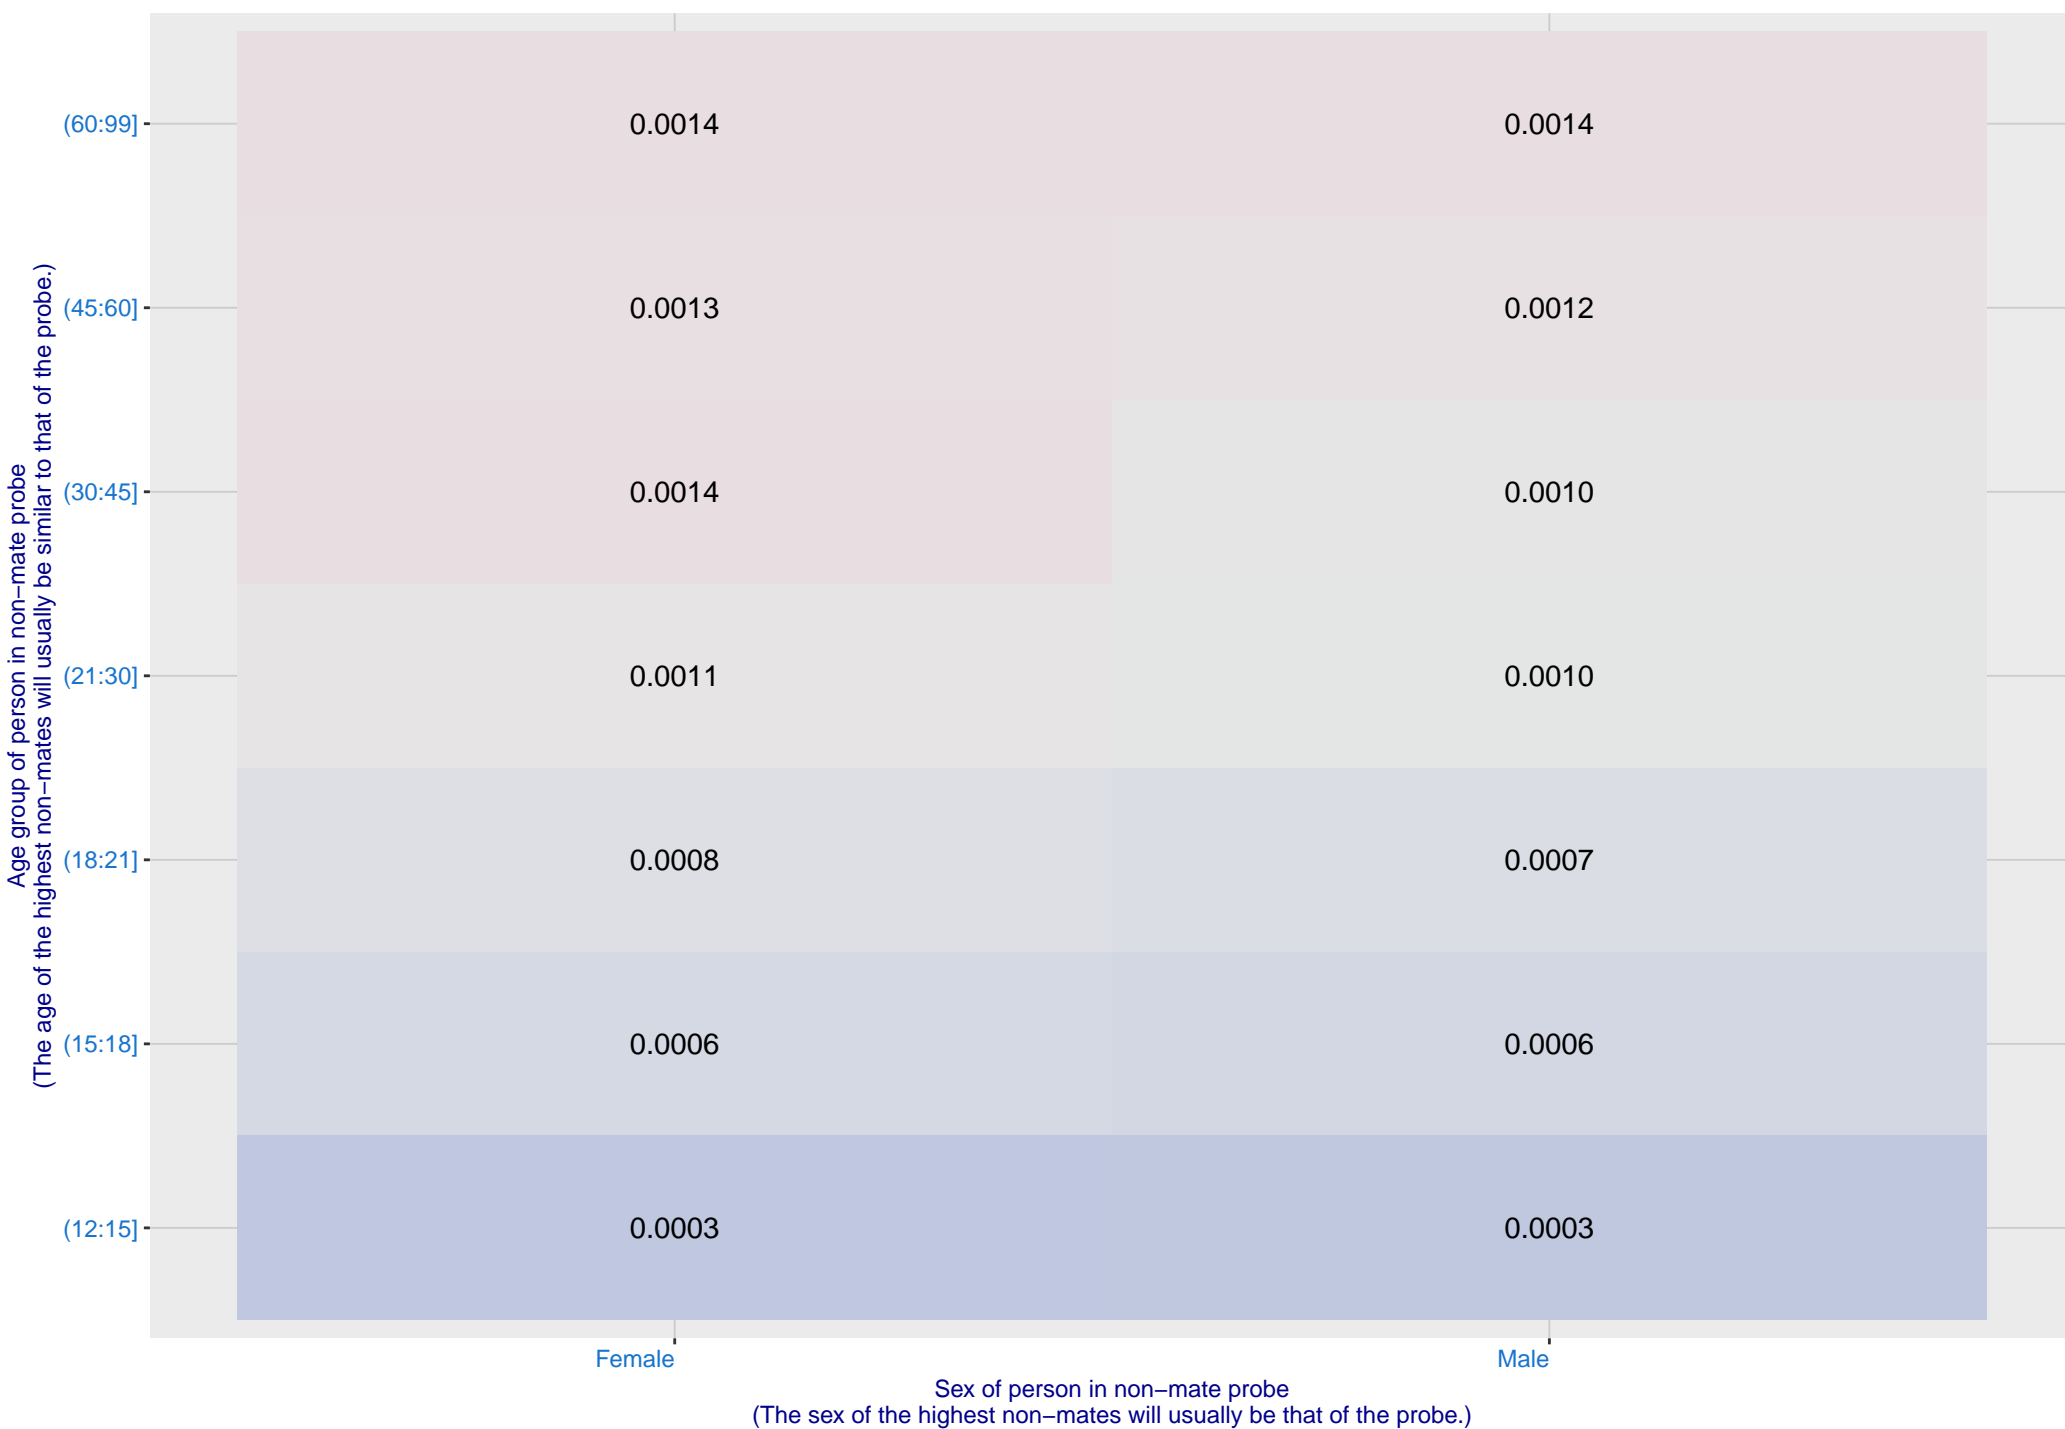 Age group of person in non−mate probe
(The age of the highest non−mates will usually be similar to that of the probe.)
(60:99] 0.0014 0.0014
(45:60] 0.0013 0.0012
(30:45] 0.0014 0.0010
(21:30] 0.0011 0.0010
(18:21] 0.0008 0.0007
(15:18] 0.0006 0.0006
(12:15] 0.0003 0.0003
Female Male
Sex of person in non−mate probe
(The sex of the highest non−mates will usually be that of the probe.)